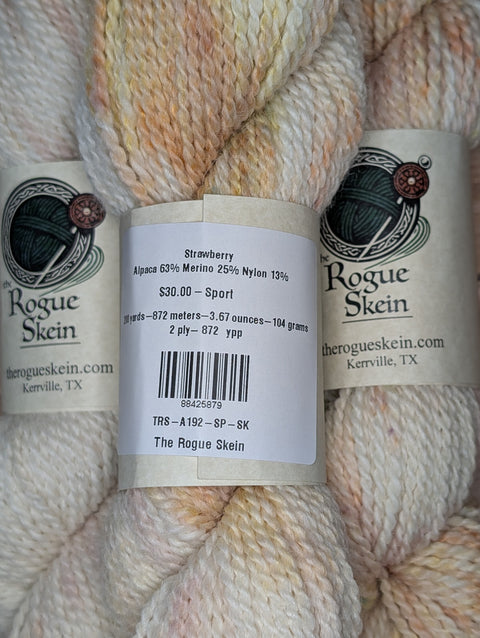 Strawberry
Alpaca 63% Merino 25% Nylon 13%
$30.00 – Sport
yards–872 meters–3.67 ounces–104 grams
2 ply– 872 ypp
88425879
TRS–A192–SP–SK
The Rogue Skein
the
Rogue
Skein
therogueskein.com
Kerrville, TX
the
Rogue
Skein
therogueskein.com
Kerrville, TX